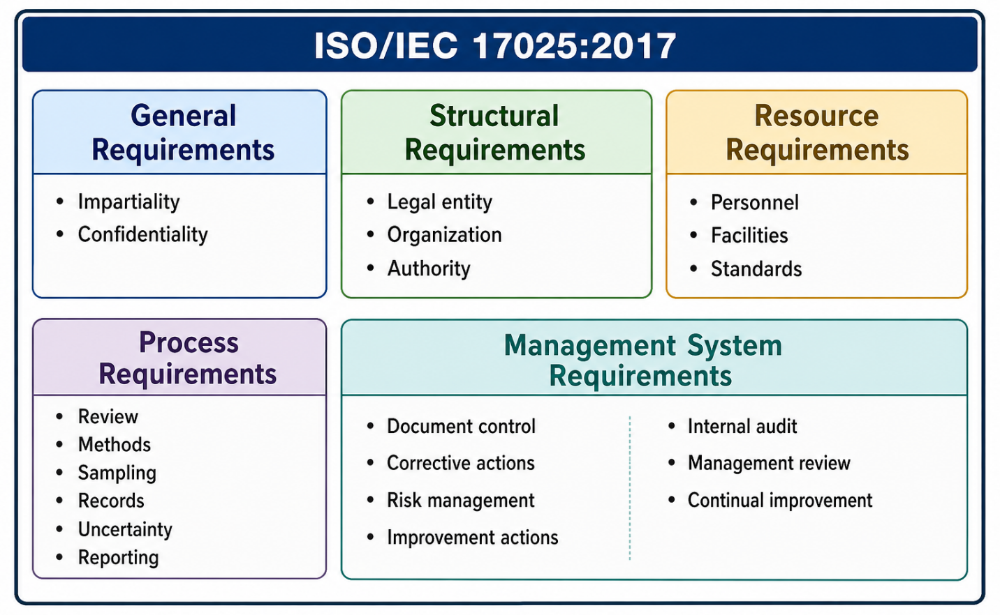 ISO/IEC 17025:2017
General
Requirements
• Impartiality
• Confidentiality
Structural
Requirements
• Legal entity
• Organization
• Authority
Resource
Requirements
• Personnel
• Facilities
• Standards
Process
Requirements
• Review
• Methods
• Sampling
• Records
• Uncertainty
• Reporting
Management System
Requirements
• Document control
• Corrective actions
• Risk management
• Improvement actions
• Internal audit
• Management review
• Continual improvement